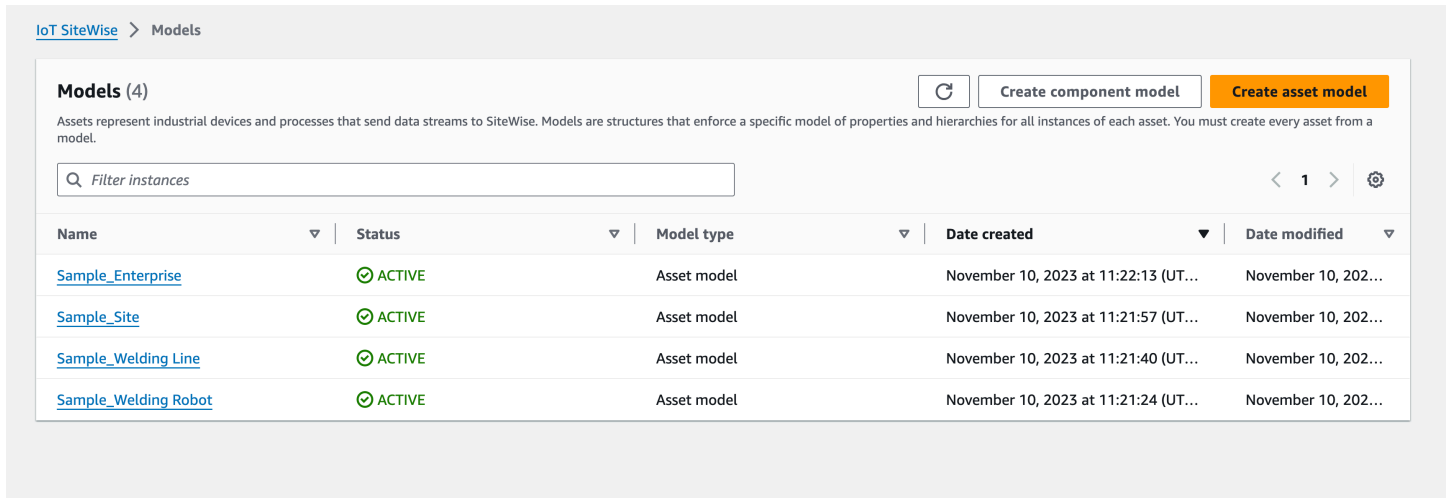 IoT SiteWise > Models
Models (4)
Create component model
Create asset model
Assets represent industrial devices and processes that send data streams to SiteWise. Models are structures that enforce a specific model of properties and hierarchies for all instances of each asset. You must create every asset from a
model.
Filter instances
1
Name Status Model type Date created Date modified
Sample_Enterprise ACTIVE Asset model November 10, 2023 at 11:22:13 (UT… November 10, 202…
Sample_Site ACTIVE Asset model November 10, 2023 at 11:21:57 (UT… November 10, 202…
Sample_Welding Line ACTIVE Asset model November 10, 2023 at 11:21:40 (UT… November 10, 202…
Sample_Welding Robot ACTIVE Asset model November 10, 2023 at 11:21:24 (UT… November 10, 202…